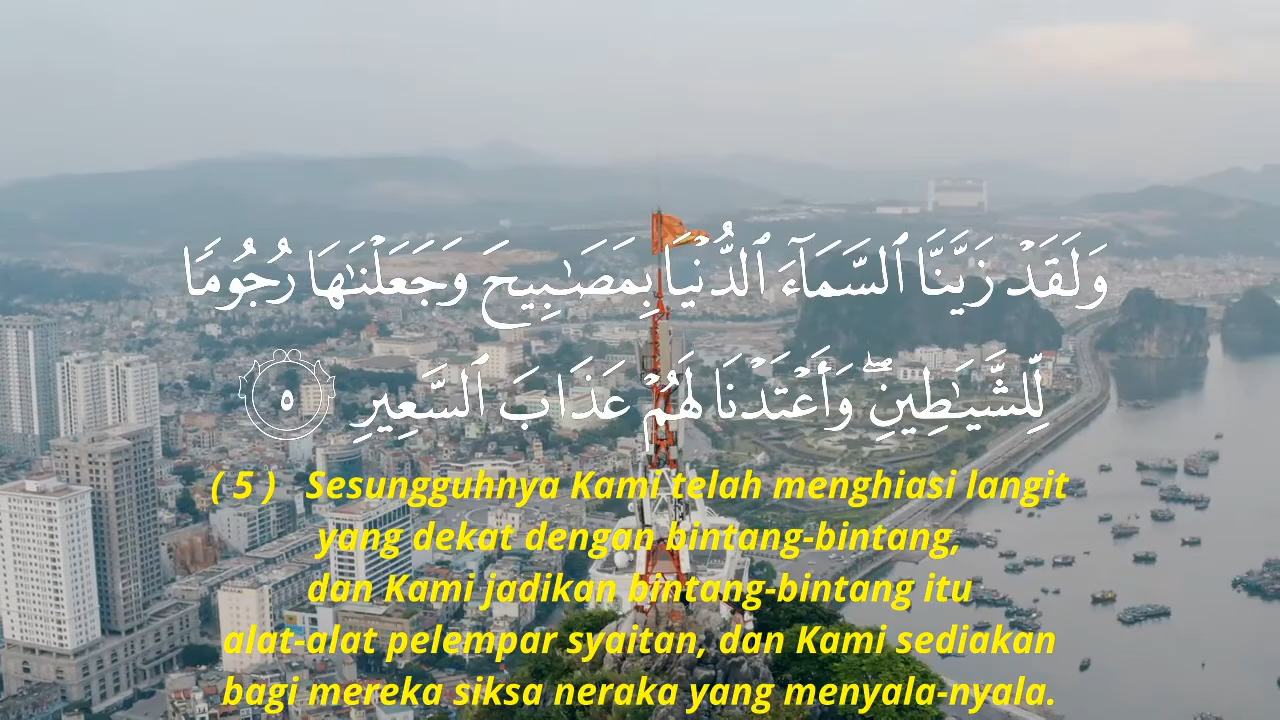 وَلَقَدْ زَيَّنَّا ٱلسَّمَآءَ ٱلدُّنْيَا بِمَصَـٰبِيحَ وَجَعَلْنَـٰهَا رُجُومًا
لِّلشَّيَـٰطِينِ ۖ وَأَعْتَدْنَا لَهُمْ عَذَابَ ٱلسَّعِيرِ ٥
( 5 ) Sesungguhnya Kami telah menghiasi langit
yang dekat dengan bintang-bintang,
dan Kami jadikan bintang-bintang itu
alat-alat pelempar syaitan, dan Kami sediakan
bagi mereka siksa neraka yang menyala-nyala.